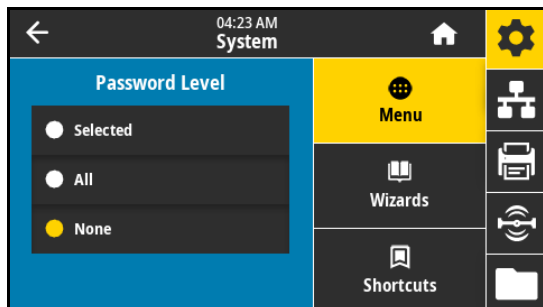 04:23 AM
System
Password Level
Selected
All
None
Menu
Wizards
Shortcuts